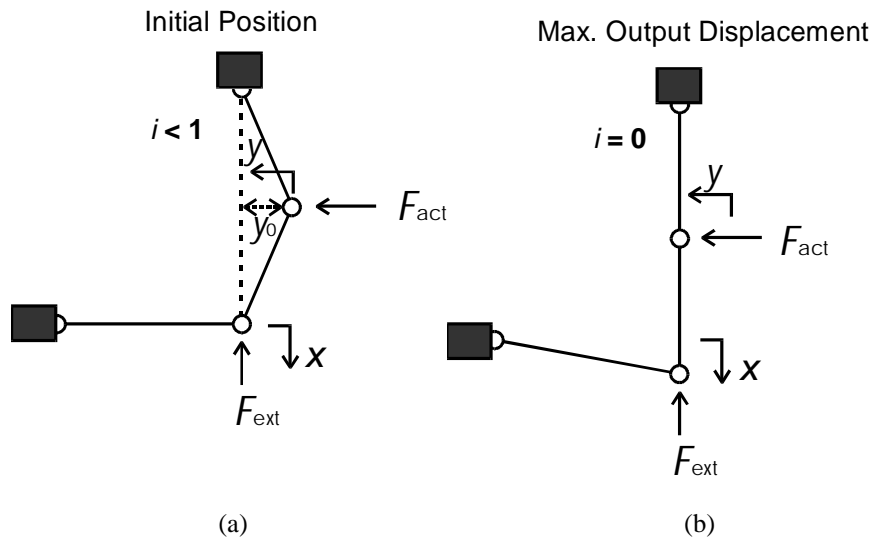 Initial Position
i < 1
y
y0
Fact
x
Fext
(a)
Max. Output Displacement
i = 0
y
Fact
x
Fext
(b)